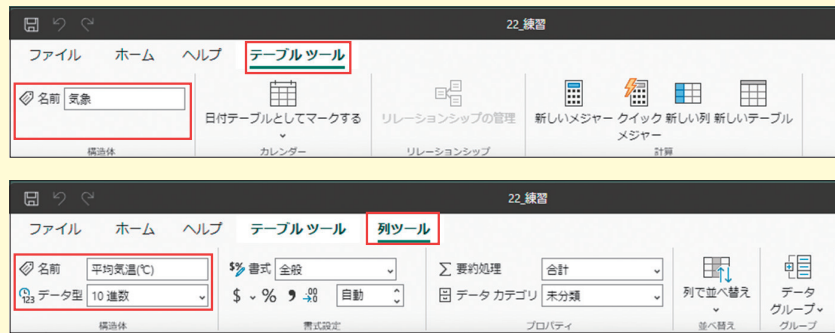 22_練習
ファイル ホーム ヘルプ テーブル ツール
名前 気象
日付テーブルとしてマークする
リレーションシップの管理
新しいメジャー クイック メジャー 新しい列 新しいテーブル
構造体 カレンダー リレーションシップ 計算
22_練習
ファイル ホーム ヘルプ テーブル ツール 列ツール
名前 平均気温(℃) $% 書式 全般 Σ 要約処理 合計
データ型 10 進数 $ % 9 .00 →0 自動 データ カテゴリ 未分類
列で並べ替え データ グループ
構造体 書式設定 プロパティ 並べ替え グループ